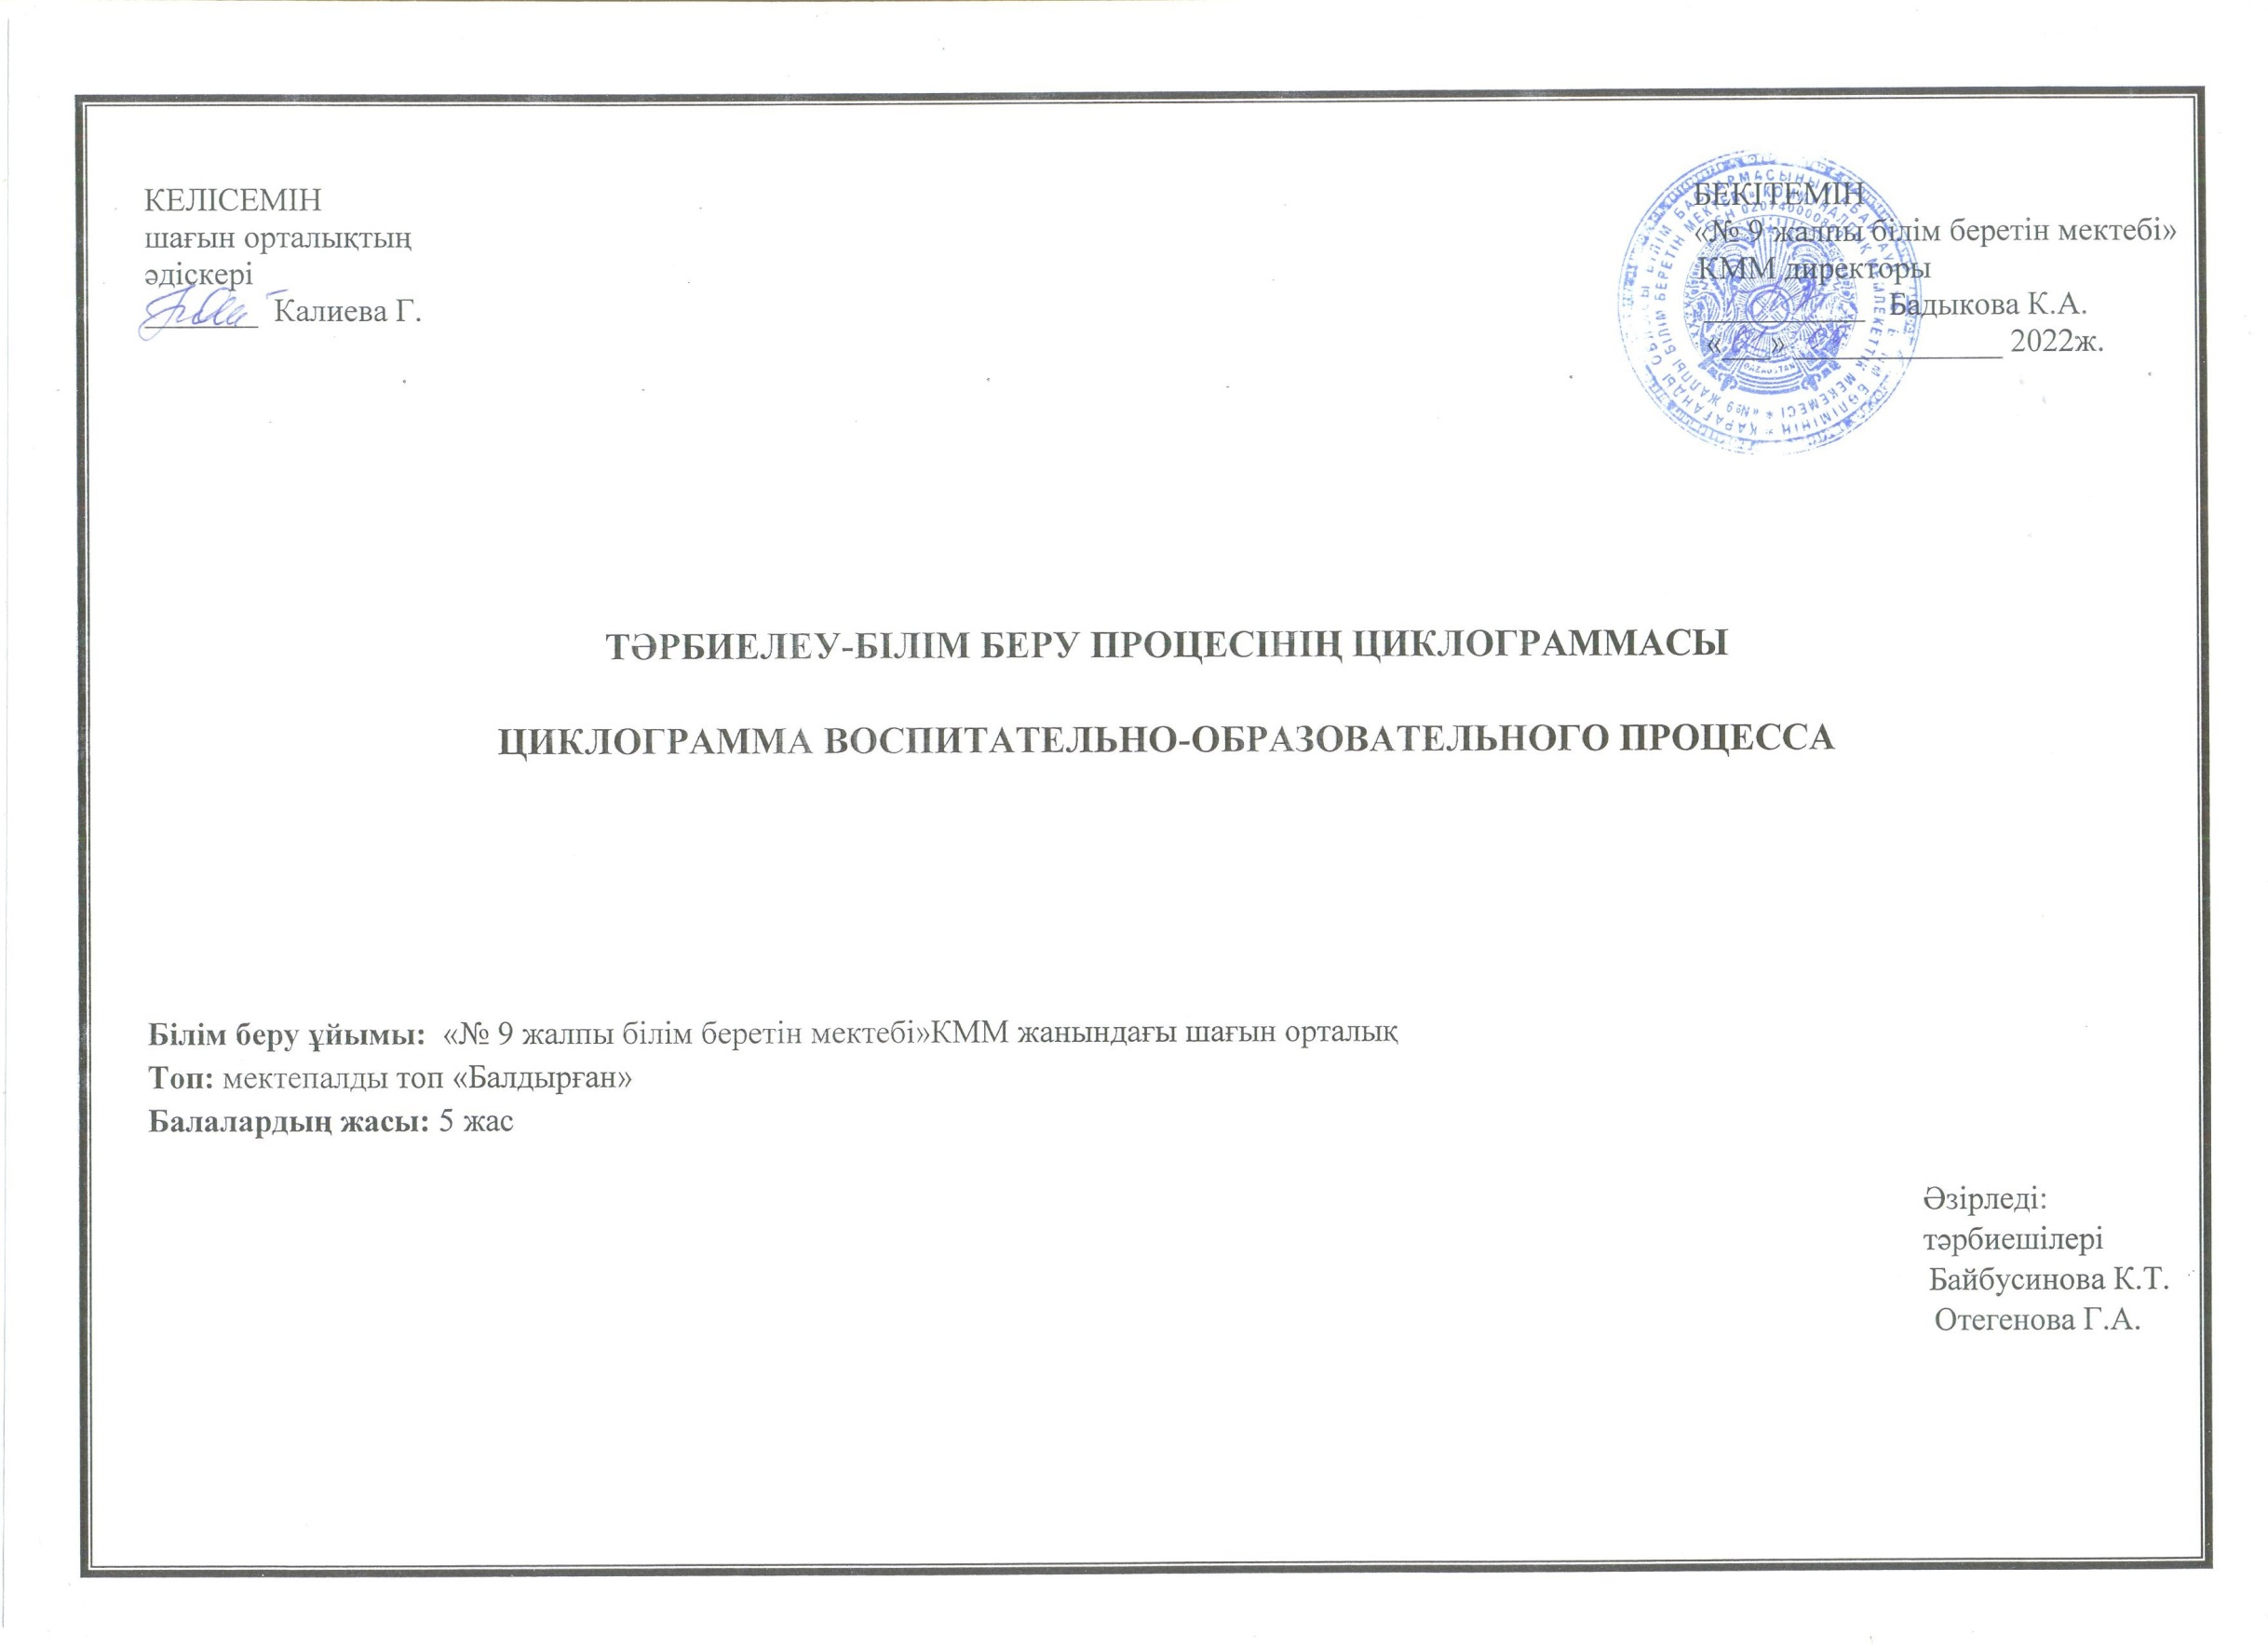 КЕЛІСЕМІН
шағын орталықтың
әдіскері
Калиева Г.
БЕКІТЕМІН
«№ 9 жалпы білім беретін мектебі»
КММ директоры
Бадыкова К.А.
«___» _____________ 2022ж.
ТӘРБИЕЛЕУ-БІЛІМ БЕРУ ПРОЦЕСІНІҢ ЦИКЛОГРАММАСЫ
ЦИКЛОГРАММА ВОСПИТАТЕЛЬНО-ОБРАЗОВАТЕЛЬНОГО ПРОЦЕССА
Білім беру ұйымы: «№ 9 жалпы білім беретін мектебі»КММ жанындағы шағын орталық
Топ: мектепалды топ «Балдырған»
Балалардың жасы: 5 жас
Әзірледі:
тәрбиешілері
Байбусинова К.Т.
Отегенова Г.А.